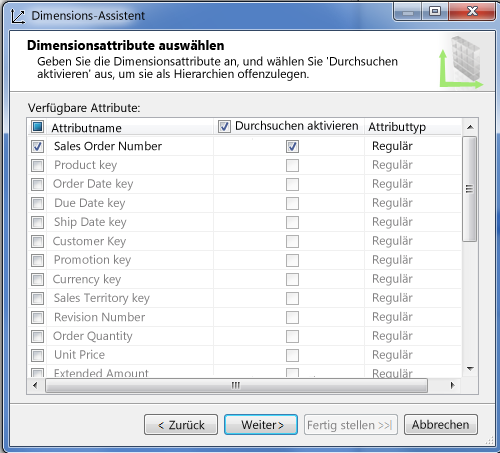 Dimensions-Assistent
Dimensionsattribute auswählen
Geben Sie die Dimensionsattribute an, und wählen Sie 'Durchsuchen
aktivieren' aus, um sie als Hierarchien offenzulegen.
Verfügbare Attribute:
Attributname Durchsuchen aktivieren Attributtyp
Sales Order Number Regulär
Product key Regulär
Order Date key Regulär
Due Date key Regulär
Ship Date key Regulär
Customer Key Regulär
Promotion key Regulär
Currency key Regulär
Sales Territory key Regulär
Revision Number Regulär
Order Quantity Regulär
Unit Price Regulär
Extended Amount Regulär
< Zurück Weiter> Fertig stellen >>| Abbrechen